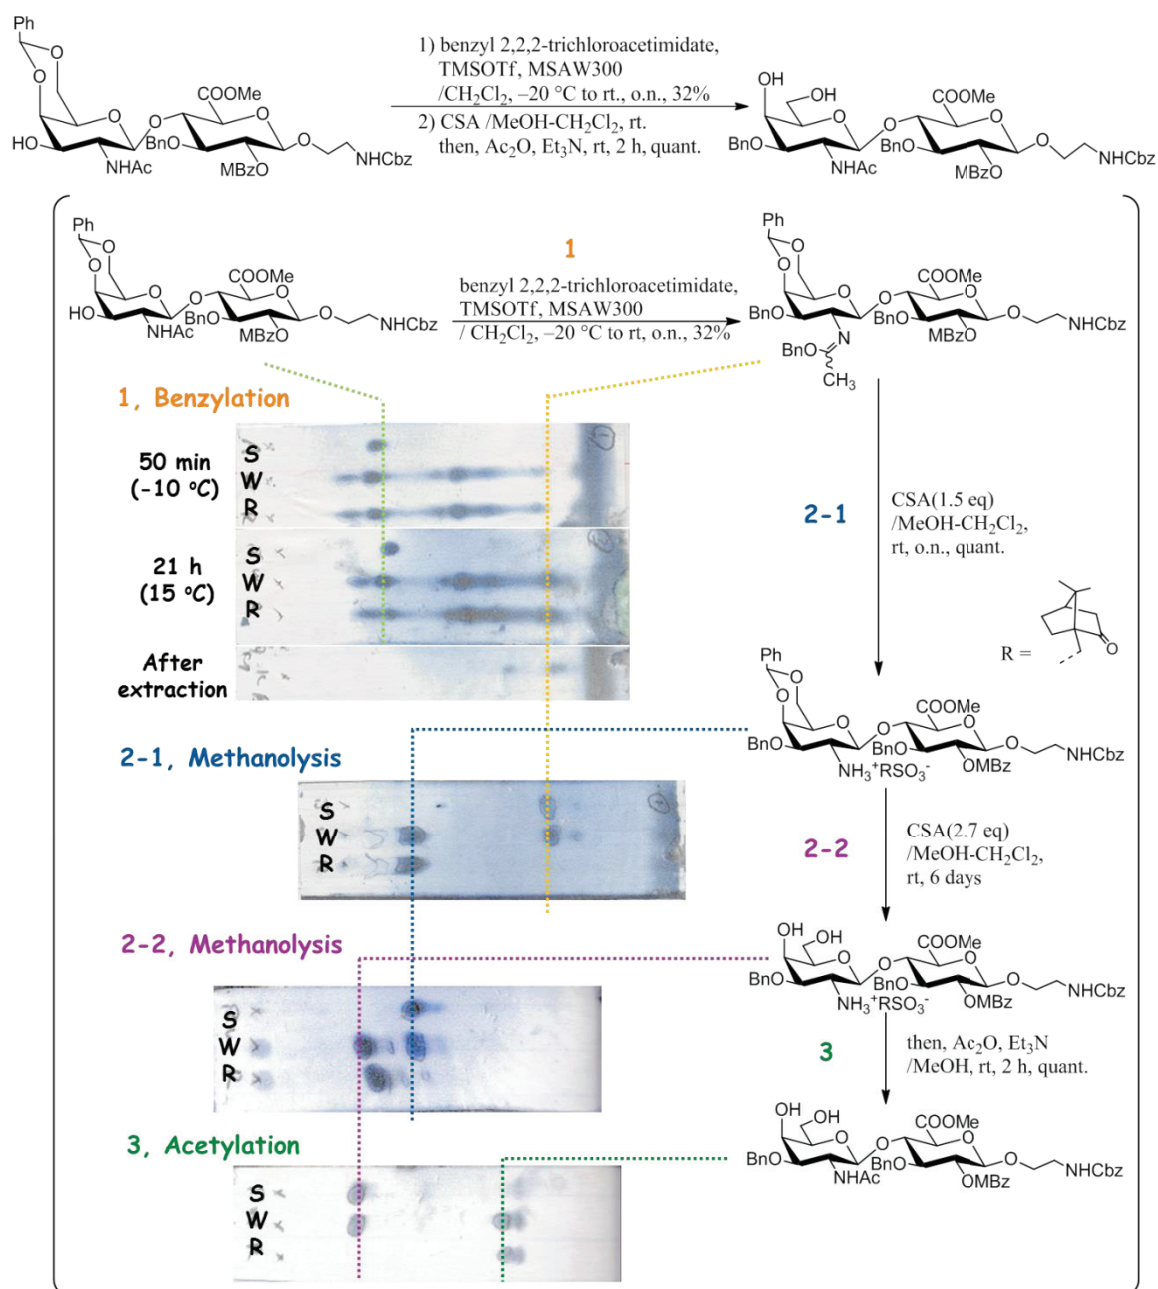 Ph
O
O
O
HO
NHAc
O
COOMe
O
BnO
MBzO
O
NHCbz
1) benzyl 2,2,2-trichloroacetimidate,
TMSOTf, MSAW300
/CH₂Cl₂, –20 °C to rt., o.n., 32%
2) CSA /MeOH-CH₂Cl₂, rt.
then, Ac₂O, Et₃N, rt, 2 h, quant.
OH
OH
O
BnO
NHAc
O
COOMe
O
BnO
MBzO
O
NHCbz
Ph
O
O
O
HO
NHAc
O
COOMe
O
BnO
MBzO
O
NHCbz
1
benzyl 2,2,2-trichloroacetimidate,
TMSOTf, MSAW300
/ CH₂Cl₂, –20 °C to rt, o.n., 32%
Ph
O
O
O
BnO
N
BnO
CH₃
O
COOMe
O
BnO
MBzO
O
NHCbz
1, Benzylation
50 min
(-10 °C)
S
W
R
21 h
(15 °C)
S
W
R
After
extraction
2-1
CSA(1.5 eq)
/MeOH-CH₂Cl₂,
rt, o.n., quant.
R =
O
Ph
O
O
O
BnO
NH₃⁺RSO₃⁻
O
COOMe
O
BnO
OMBz
O
NHCbz
2-1, Methanolysis
S
W
R
2-2
CSA(2.7 eq)
/MeOH-CH₂Cl₂,
rt, 6 days
OH
OH
O
BnO
NH₃⁺RSO₃⁻
O
COOMe
O
BnO
OMBz
O
NHCbz
2-2, Methanolysis
S
W
R
3
then, Ac₂O, Et₃N
/MeOH, rt, 2 h, quant.
OH
OH
O
BnO
NHAc
O
COOMe
O
BnO
OMBz
O
NHCbz
3, Acetylation
S
W
R